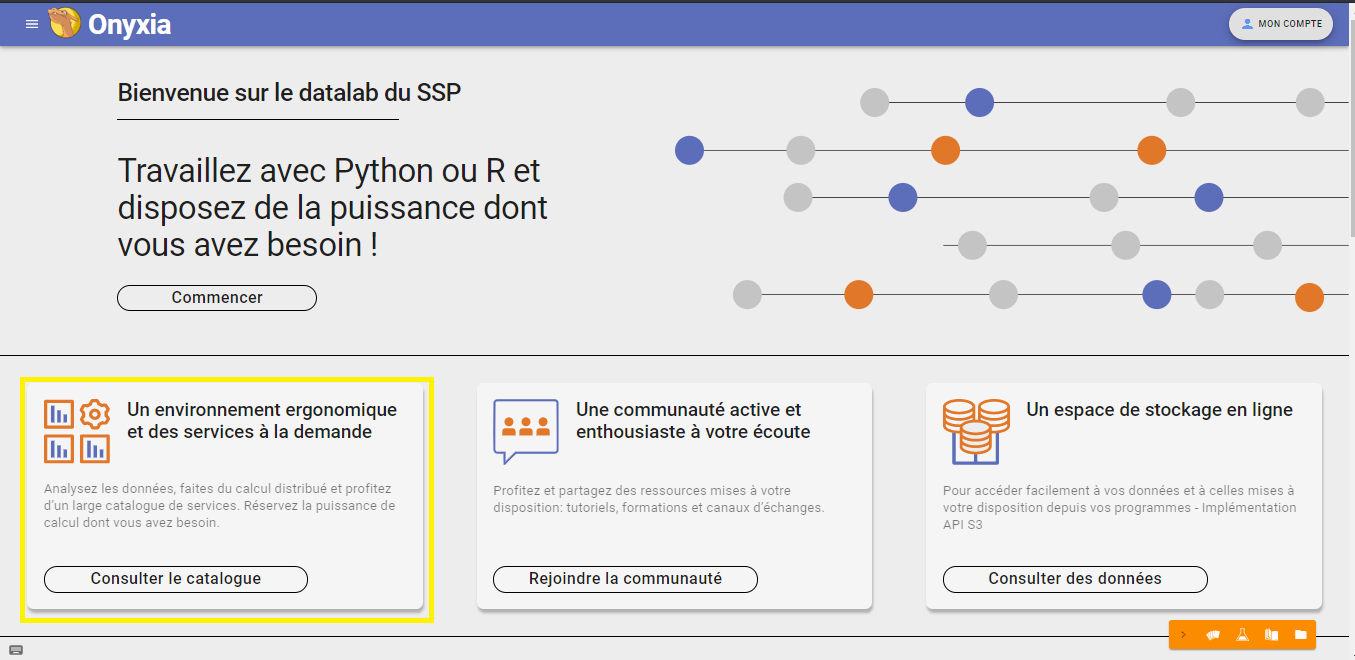 Onyxia
MON COMPTE
Bienvenue sur le datalab du SSP
Travaillez avec Python ou R et
disposez de la puissance dont
vous avez besoin !
Commencer
Un environnement ergonomique
et des services à la demande
Analysez les données, faites du calcul distribué et profitez
d'un large catalogue de services. Réservez la puissance de
calcul dont vous avez besoin.
Consulter le catalogue
Une communauté active et
enthousiaste à votre écoute
Profitez et partagez des ressources mises à votre
disposition: tutoriels, formations et canaux d'échanges.
Rejoindre la communauté
Un espace de stockage en ligne
Pour accéder facilement à vos données et à celles mises à
votre disposition depuis vos programmes - Implémentation
API S3
Consulter des données